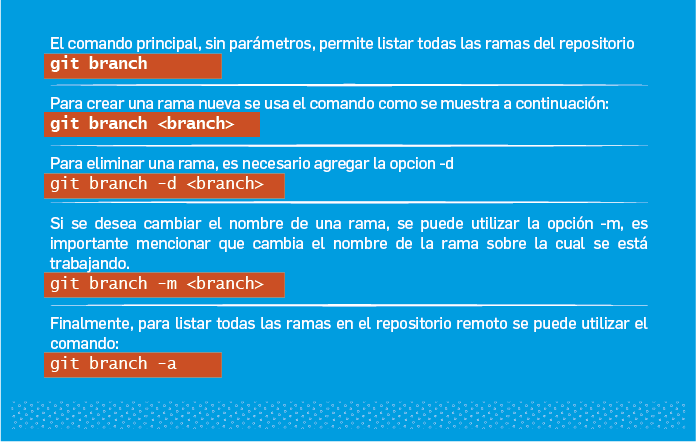 El comando principal, sin parámetros, permite listar todas las ramas del repositorio
git branch
Para crear una rama nueva se usa el comando como se muestra a continuación:
git branch <branch>
Para eliminar una rama, es necesario agregar la opcion -d
git branch -d <branch>
Si se desea cambiar el nombre de una rama, se puede utilizar la opción -m, es
importante mencionar que cambia el nombre de la rama sobre la cual se está
trabajando.
git branch -m <branch>
Finalmente, para listar todas las ramas en el repositorio remoto se puede utilizar el
comando:
git branch -a